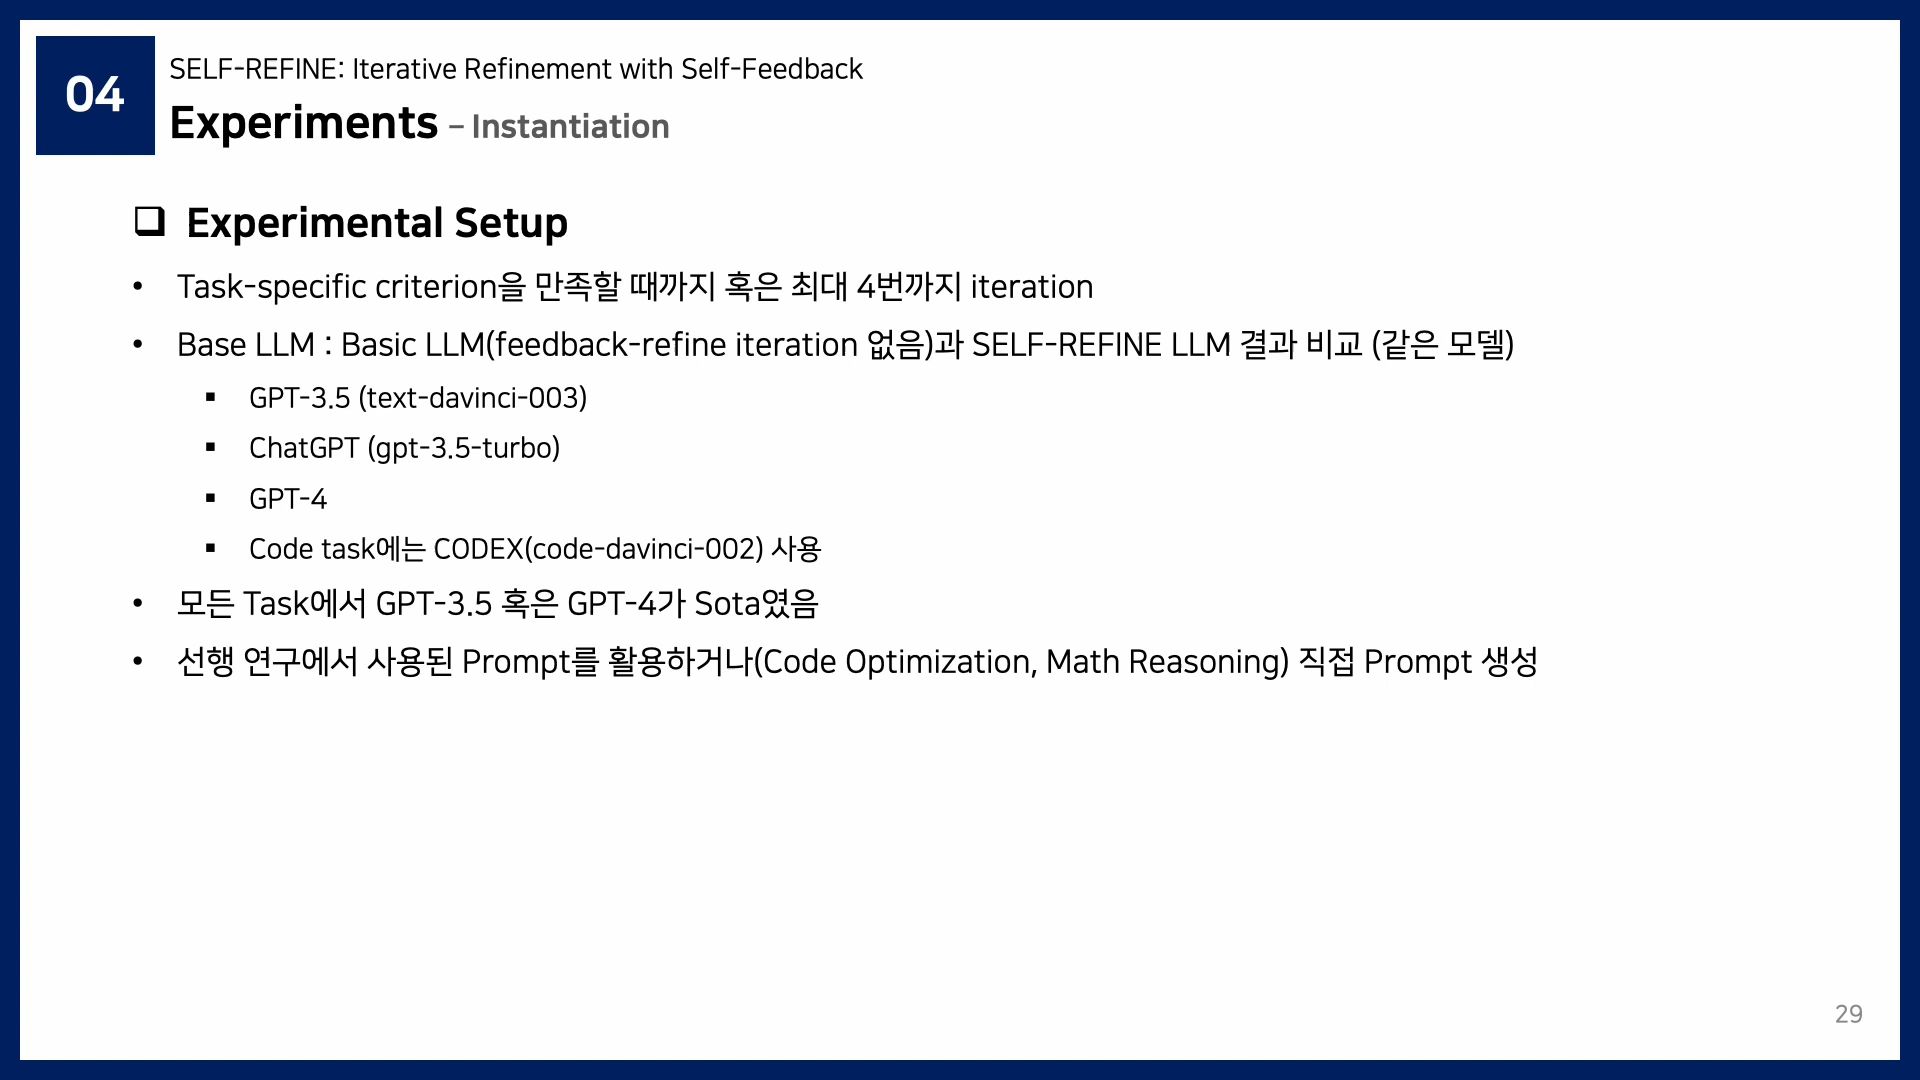 04
SELF-REFINE: Iterative Refinement with Self-Feedback
Experiments – Instantiation
❑ Experimental Setup
• Task-specific criterion을 만족할 때까지 혹은 최대 4번까지 iteration
• Base LLM : Basic LLM(feedback-refine iteration 없음)과 SELF-REFINE LLM 결과 비교 (같은 모델)
▪ GPT-3.5 (text-davinci-003)
▪ ChatGPT (gpt-3.5-turbo)
▪ GPT-4
▪ Code task에는 CODEX(code-davinci-002) 사용
• 모든 Task에서 GPT-3.5 혹은 GPT-4가 Sota였음
• 선행 연구에서 사용된 Prompt를 활용하거나(Code Optimization, Math Reasoning) 직접 Prompt 생성
29